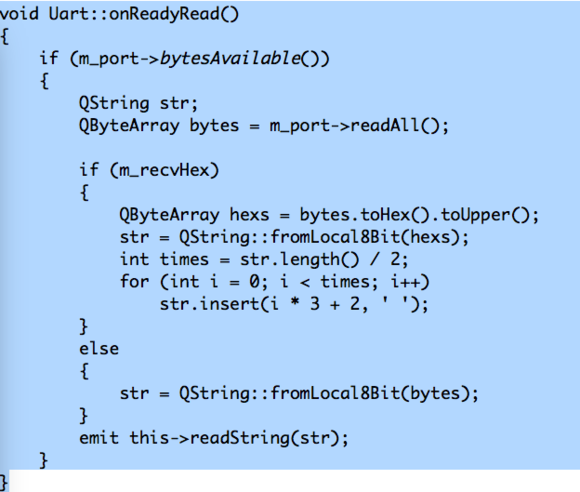 void Uart::onReadyRead()
{
    if (m_port->bytesAvailable())
    {
        QString str;
        QByteArray bytes = m_port->readAll();

        if (m_recvHex)
        {
            QByteArray hexs = bytes.toHex().toUpper();
            str = QString::fromLocal8Bit(hexs);
            int times = str.length() / 2;
            for (int i = 0; i < times; i++)
                str.insert(i * 3 + 2, ' ');
        }
        else
        {
            str = QString::fromLocal8Bit(bytes);
        }
        emit this->readString(str);
    }
}